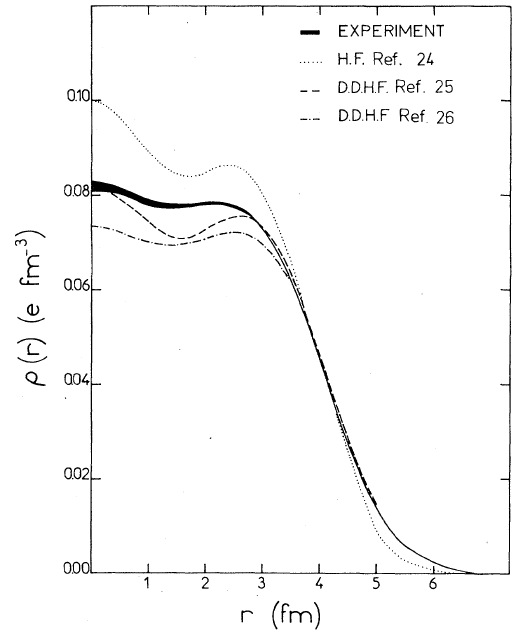 EXPERIMENT
H.F. Ref. 24
D.D.H.F. Ref. 25
D.D.H.F Ref. 26
0.10
0.08
0.06
0.04
0.02
0.00
ρ(r) (e fm⁻³)
1 2 3 4 5 6
r (fm)